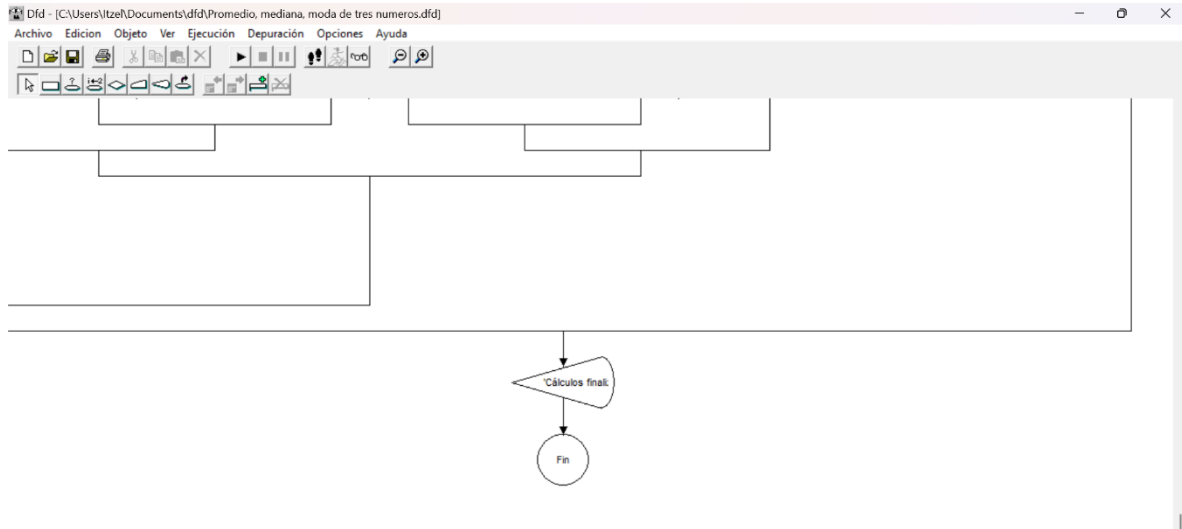 Dfd - [C:\Users\Itzel\Documents\dfd\Promedio, mediana, moda de tres numeros.dfd]
Archivo Edicion Objeto Ver Ejecución Depuración Opciones Ayuda
'Cálculos finali
Fin